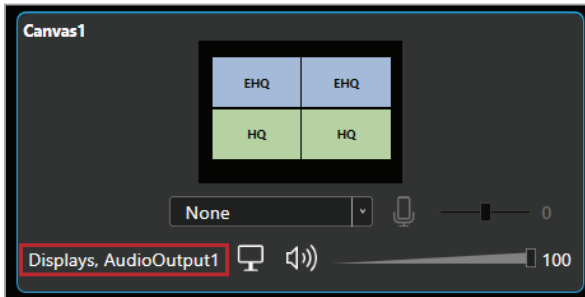 Canvas1
EHQ EHQ
HQ HQ
None 0
Displays, AudioOutput1 100